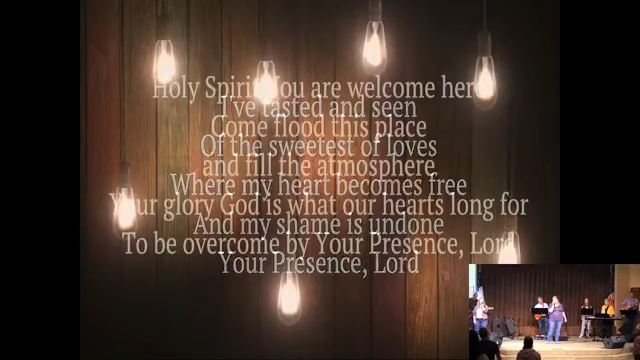 Holy Spirit You are welcome here
I've tasted and seen
Come flood this place
Of the sweetest of loves
and fill the atmosphere
Where my heart becomes free
Your glory God is what our hearts long for
And my shame is undone
To be overcome by Your Presence, Lord
Your Presence, Lord